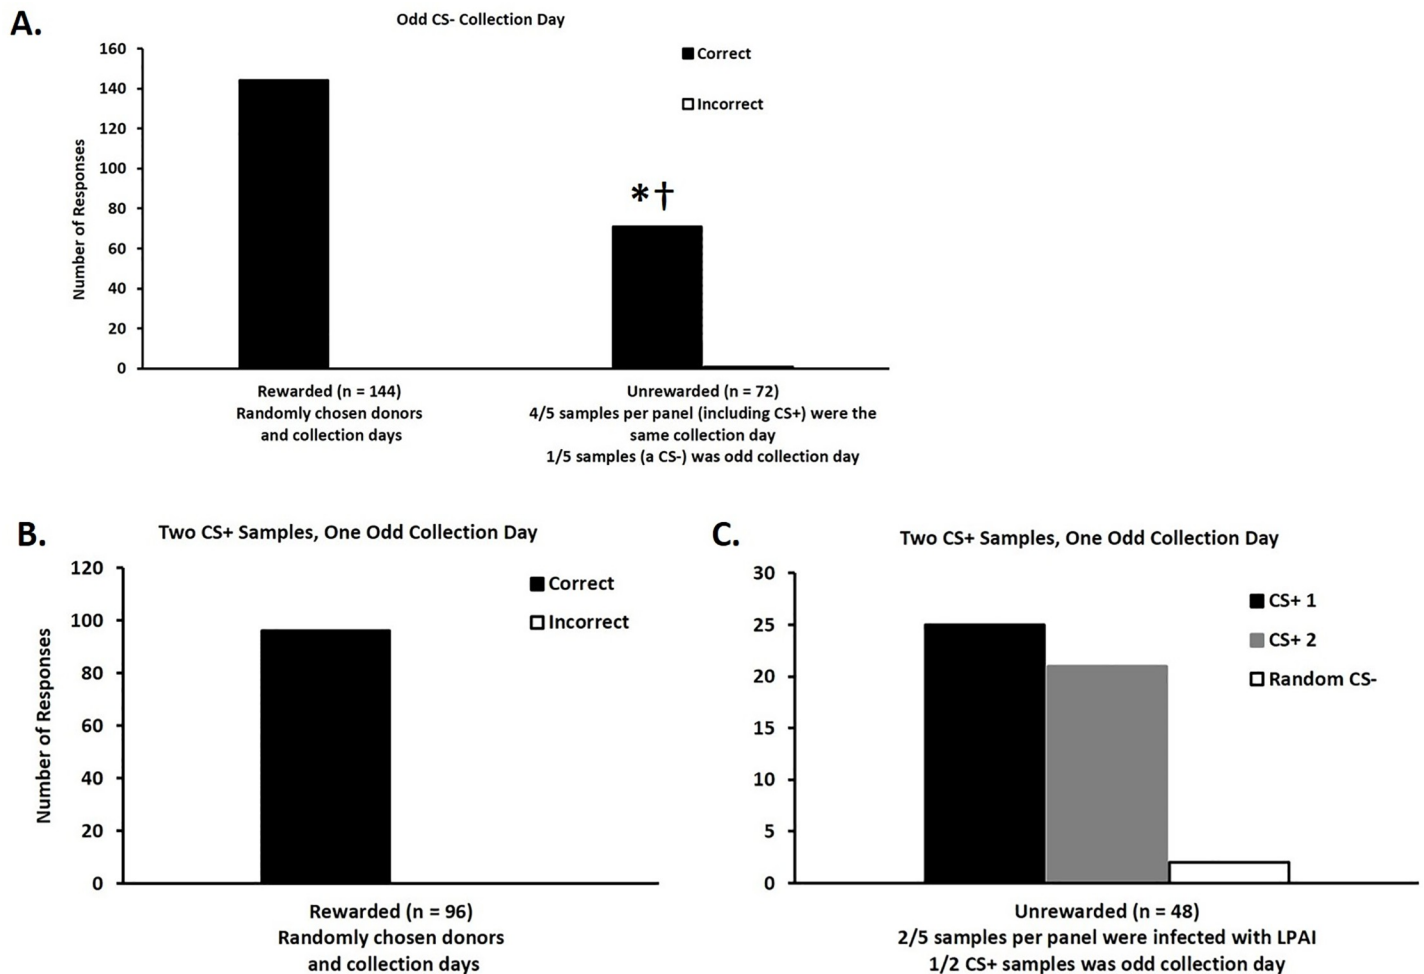 A.
Odd CS- Collection Day
Correct
Incorrect
Number of Responses
160
140
120
100
80
60
40
20
0
*†
Rewarded (n = 144)
Randomly chosen donors
and collection days
Unrewarded (n = 72)
4/5 samples per panel (including CS+) were the
same collection day
1/5 samples (a CS-) was odd collection day
B.
Two CS+ Samples, One Odd Collection Day
Correct
Incorrect
Number of Responses
120
100
80
60
40
20
0
Rewarded (n = 96)
Randomly chosen donors
and collection days
C.
Two CS+ Samples, One Odd Collection Day
CS+ 1
CS+ 2
Random CS-
30
25
20
15
10
5
0
Unrewarded (n = 48)
2/5 samples per panel were infected with LPAI
1/2 CS+ samples was odd collection day